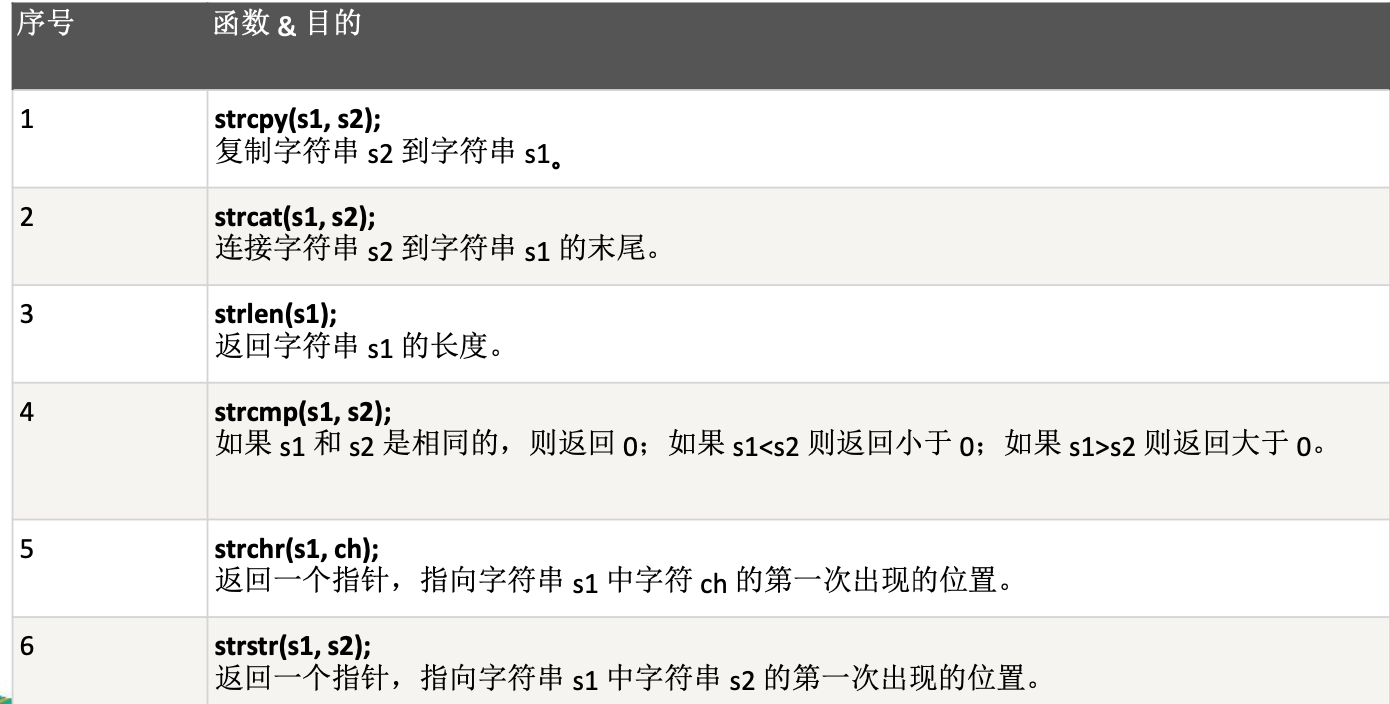 序号 函数 & 目的
1 strcpy(s1, s2);
复制字符串 s2 到字符串 s1。
2 strcat(s1, s2);
连接字符串 s2 到字符串 s1 的末尾。
3 strlen(s1);
返回字符串 s1 的长度。
4 strcmp(s1, s2);
如果 s1 和 s2 是相同的，则返回 0；如果 s1<s2 则返回小于 0；如果 s1>s2 则返回大于 0。
5 strchr(s1, ch);
返回一个指针，指向字符串 s1 中字符 ch 的第一次出现的位置。
6 strstr(s1, s2);
返回一个指针，指向字符串 s1 中字符串 s2 的第一次出现的位置。